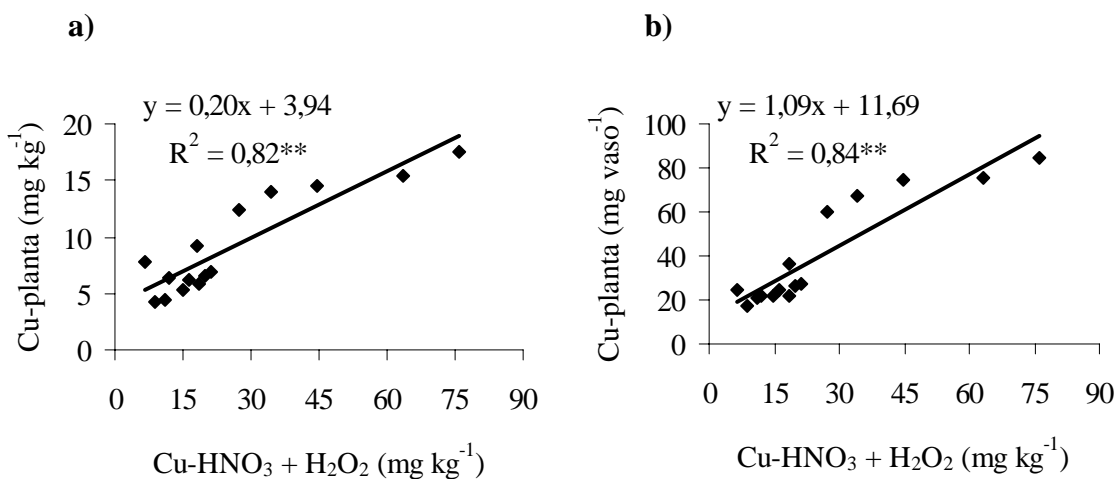 a)
y = 0,20x + 3,94
R² = 0,82**
Cu-planta (mg kg⁻¹)
20
15
10
5
0
0 15 30 45 60 75 90
Cu-HNO₃ + H₂O₂ (mg kg⁻¹)
b)
y = 1,09x + 11,69
R² = 0,84**
Cu-planta (mg vaso⁻¹)
100
80
60
40
20
0
0 15 30 45 60 75 90
Cu-HNO₃ + H₂O₂ (mg kg⁻¹)